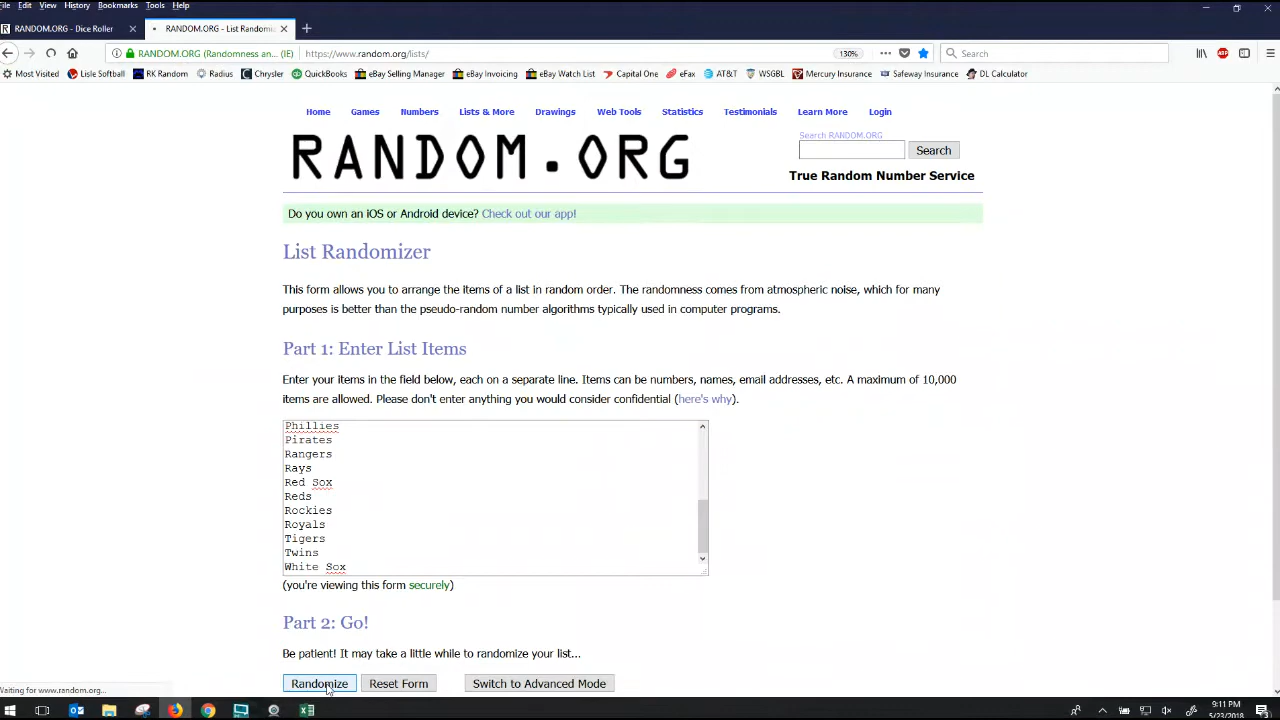 File Edit View History Bookmarks Tools Help
RANDOM.ORG - Dice Roller
RANDOM.ORG - List Randomiz
RANDOM.ORG (Randomness an... (IE)
https://www.random.org/lists/
130%
Search
Most Visited Lisle Softball RK Random Radius Chrysler QuickBooks eBay Selling Manager eBay Invoicing eBay Watch List Capital One eFax AT&T WSGBL Mercury Insurance Safeway Insurance DL Calculator
Home Games Numbers Lists & More Drawings Web Tools Statistics Testimonials Learn More Login
RANDOM.ORG
Search RANDOM.ORG
Search
True Random Number Service
Do you own an iOS or Android device? Check out our app!
List Randomizer
This form allows you to arrange the items of a list in random order. The randomness comes from atmospheric noise, which for many
purposes is better than the pseudo-random number algorithms typically used in computer programs.
Part 1: Enter List Items
Enter your items in the field below, each on a separate line. Items can be numbers, names, email addresses, etc. A maximum of 10,000
items are allowed. Please don't enter anything you would consider confidential (here's why).
Phillies
Pirates
Rangers
Rays
Red Sox
Reds
Rockies
Royals
Tigers
Twins
White Sox
(you're viewing this form securely)
Part 2: Go!
Be patient! It may take a little while to randomize your list...
Randomize Reset Form Switch to Advanced Mode
Waiting for www.random.org...
9:11 PM
5/23/2018